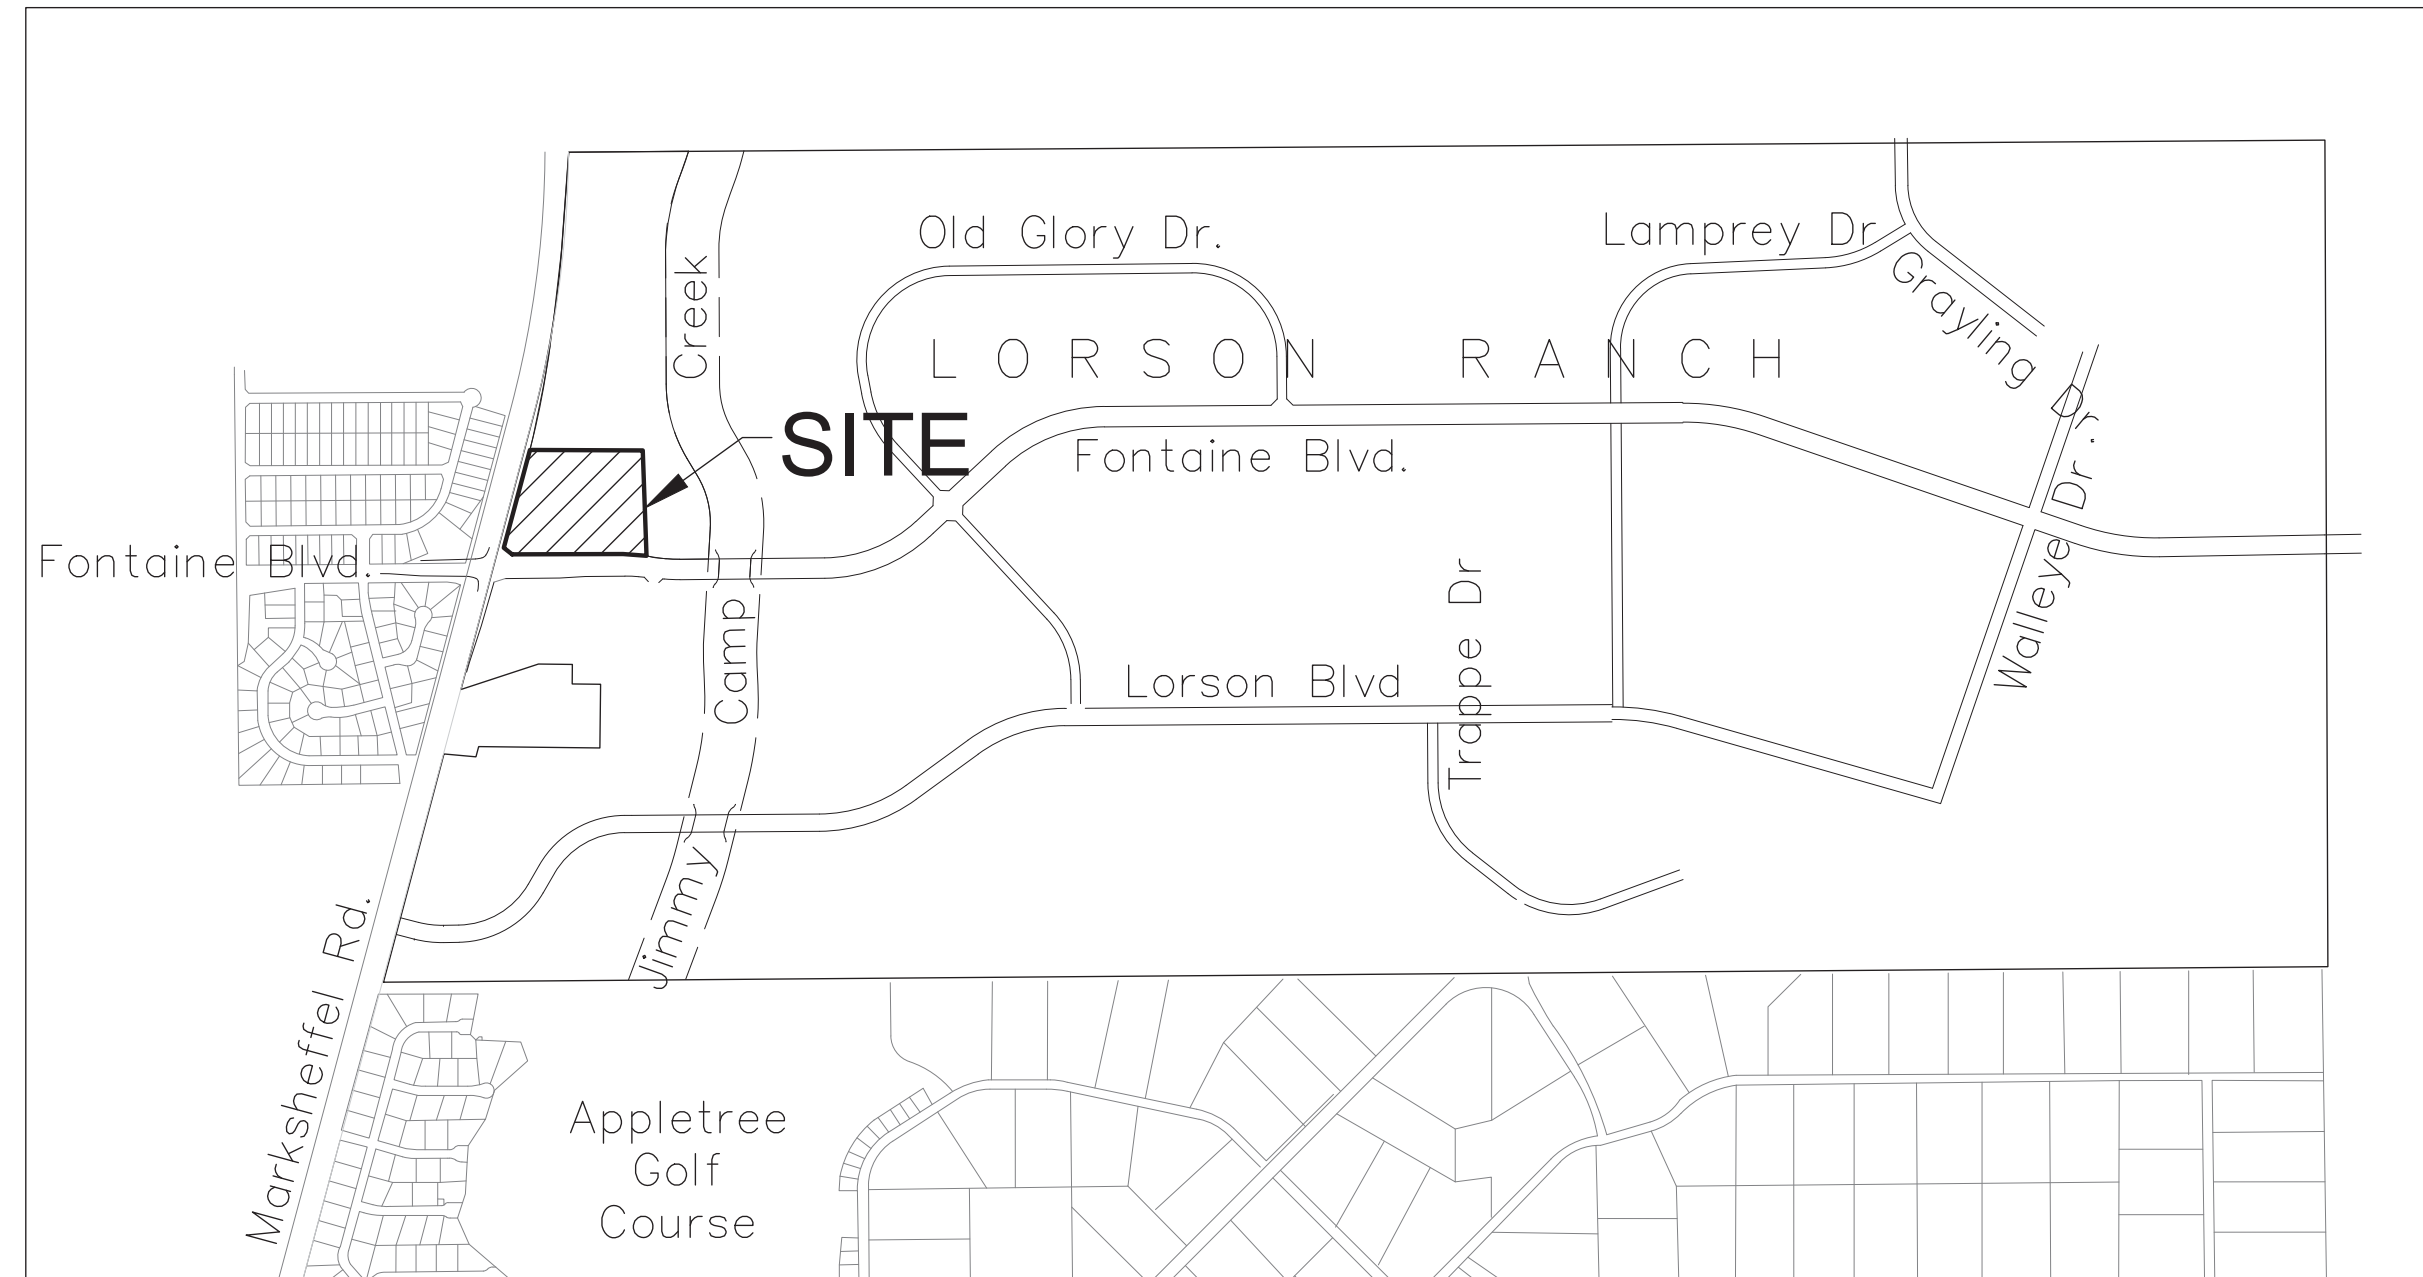 Old Glory Dr.
Lamprey Dr
Grayling Dr.
Creek
LORSON RANCH
SITE
Fontaine Blvd.
Fontaine Blvd.
Walleye Dr.
Camp
Trappe Dr
Lorson Blvd
Jimmy
Marksheffel Rd.
Appletree
Golf
Course